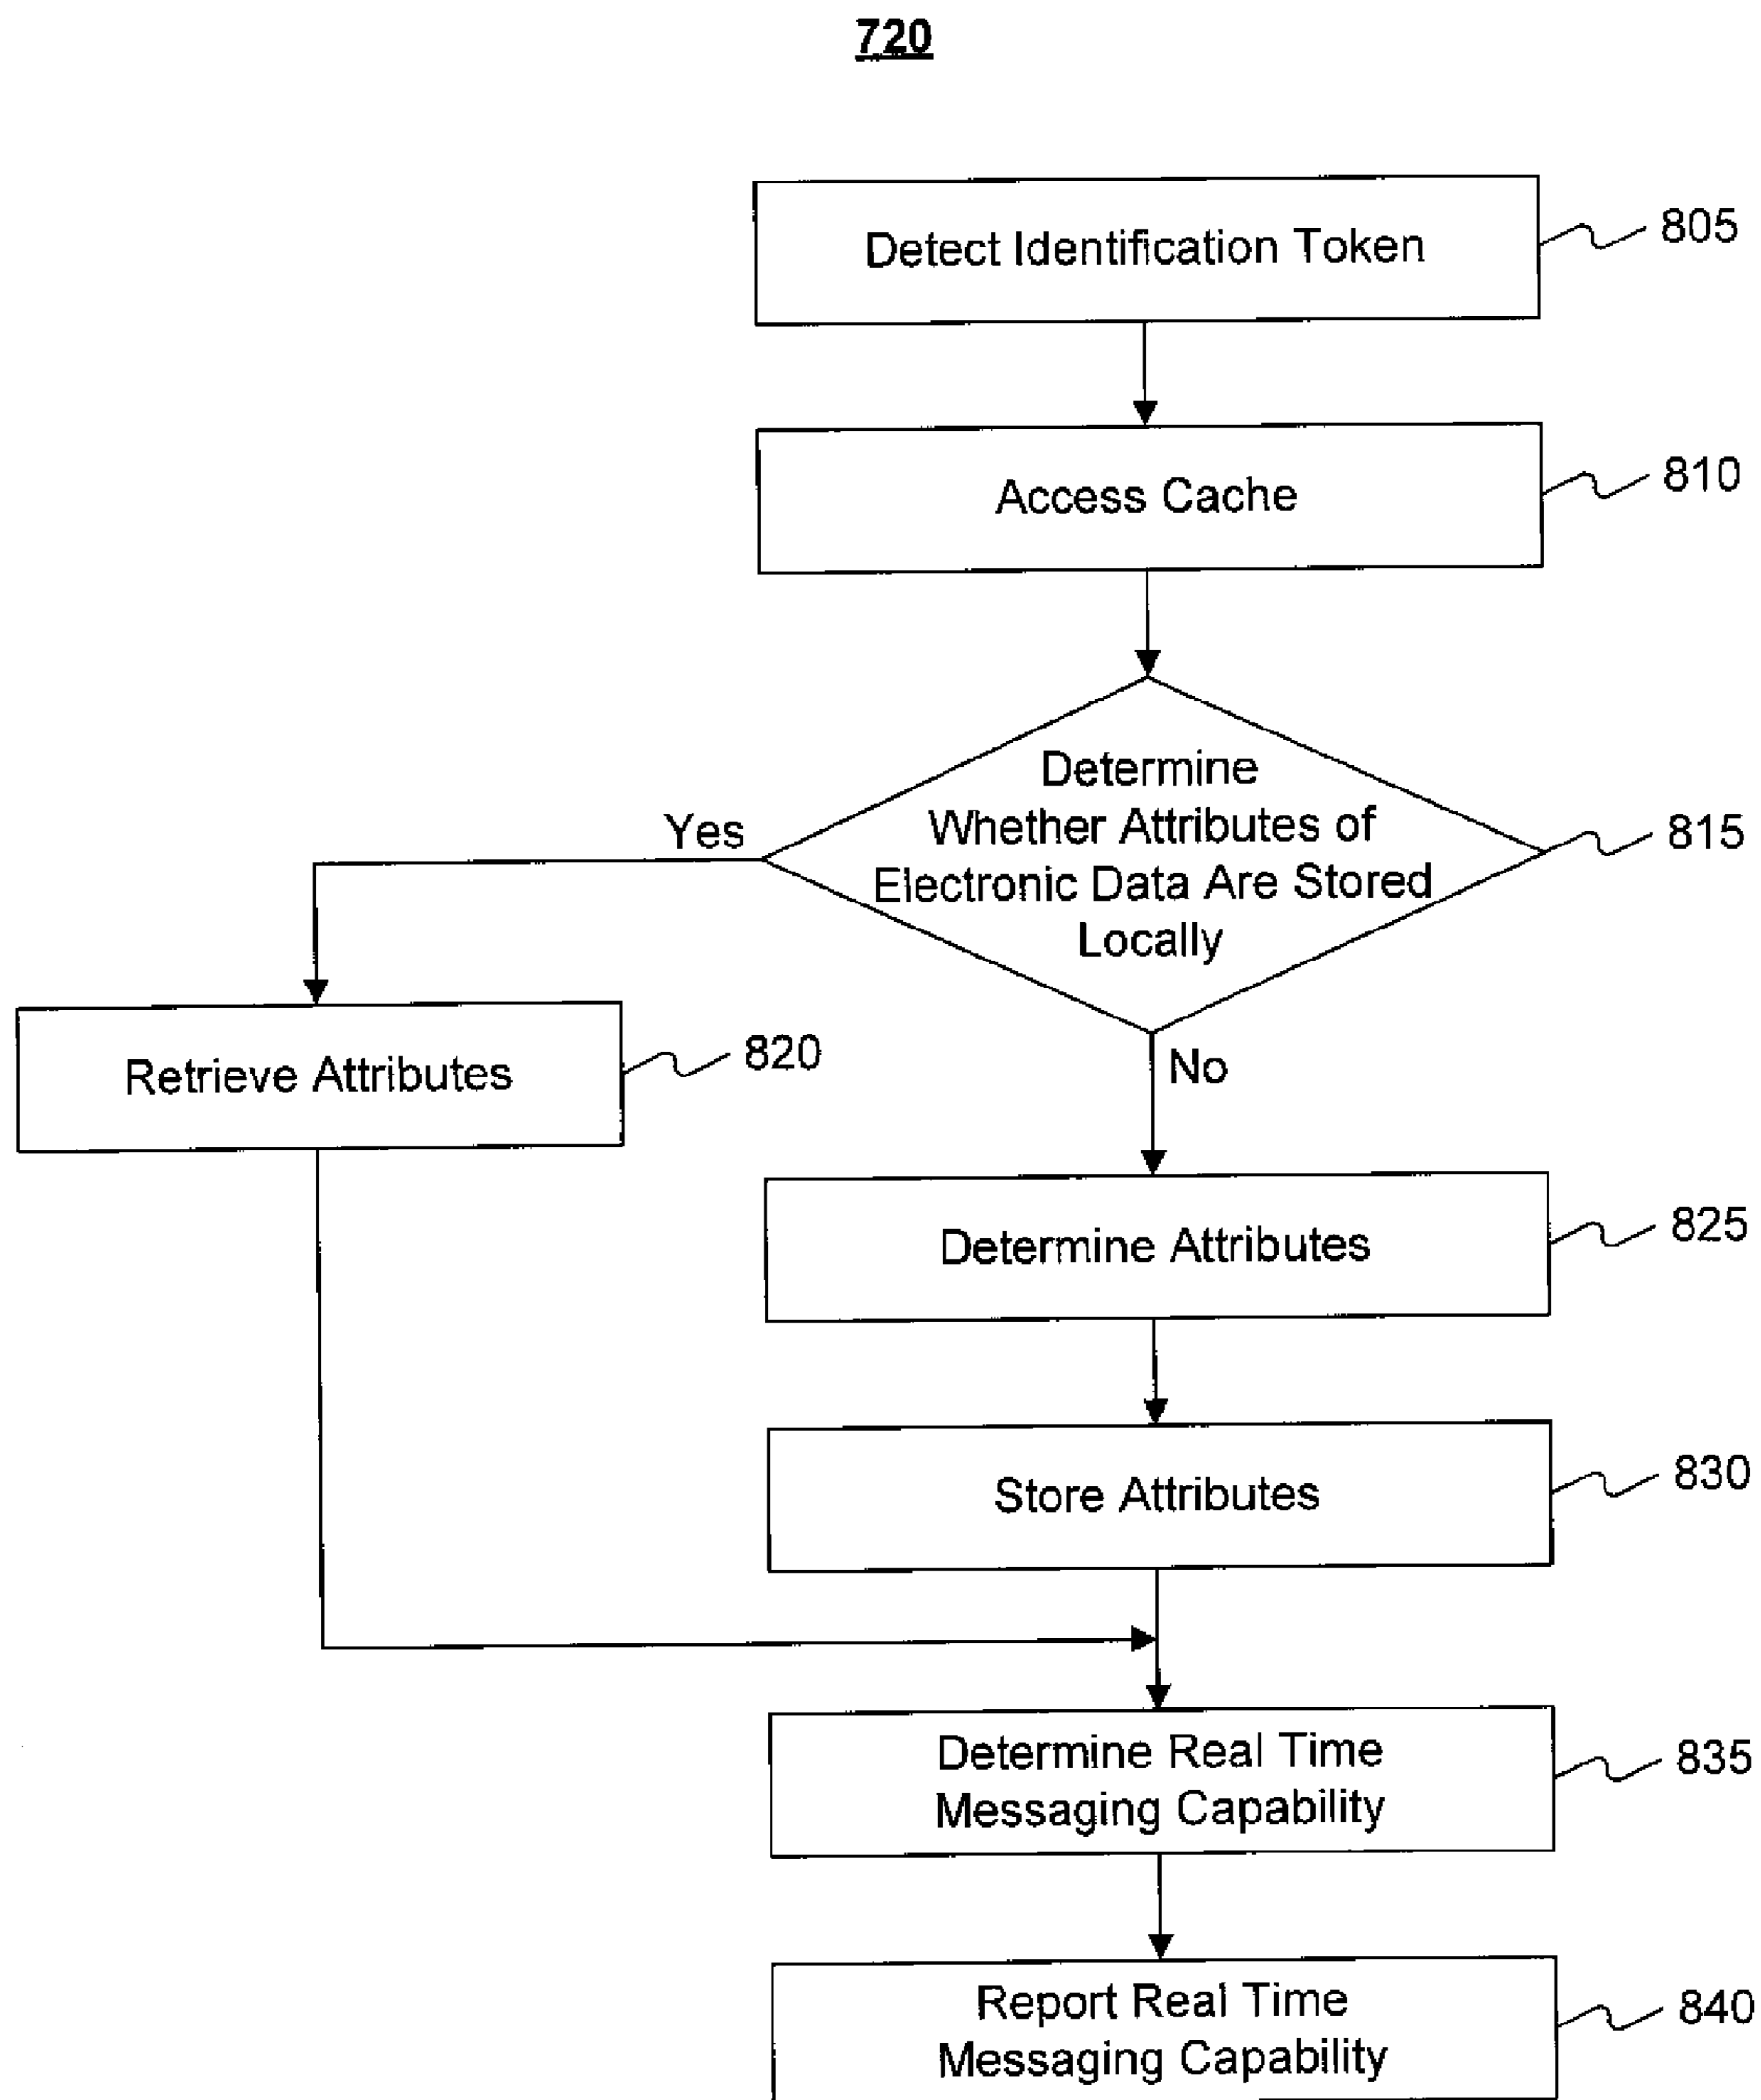 720
Detect Identification Token
805
Access Cache
810
Determine
Whether Attributes of
Electronic Data Are Stored
Locally
815
Yes
No
Retrieve Attributes
820
Determine Attributes
825
Store Attributes
830
Determine Real Time
Messaging Capability
835
Report Real Time
Messaging Capability
840